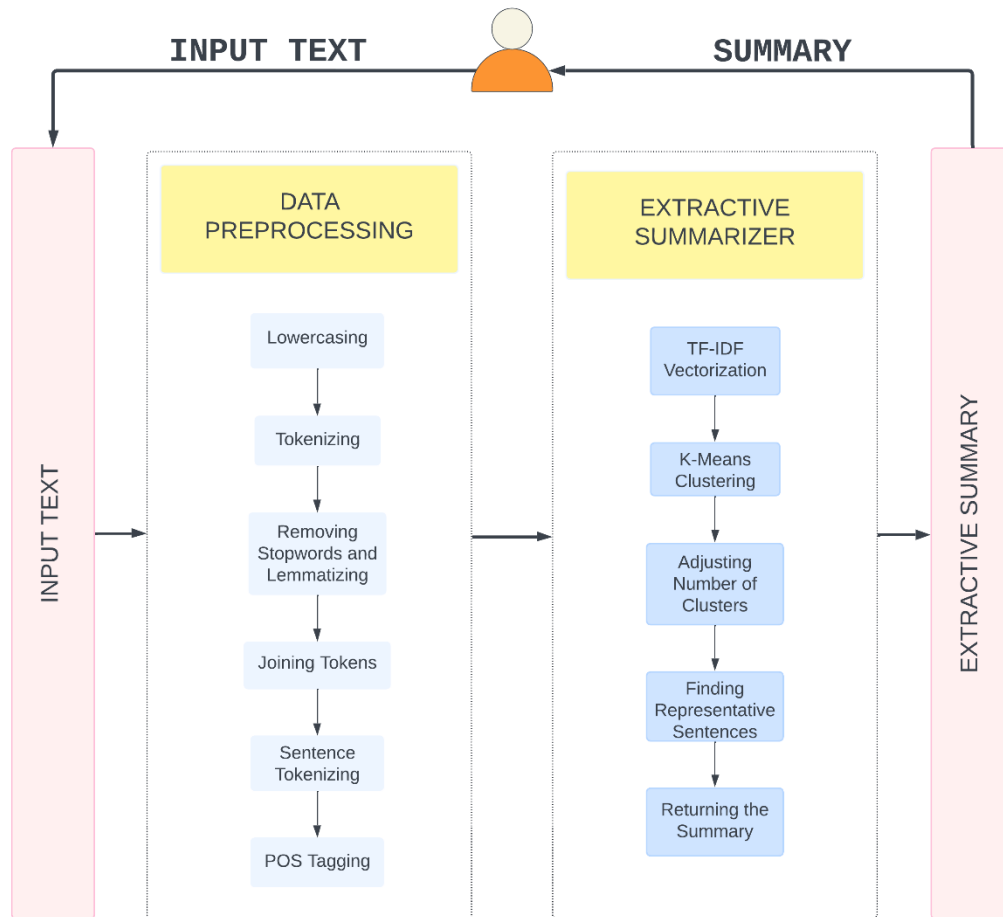 INPUT TEXT
SUMMARY
INPUT TEXT
DATA
PREPROCESSING
Lowercasing
Tokenizing
Removing
Stopwords and
Lemmatizing
Joining Tokens
Sentence
Tokenizing
POS Tagging
EXTRACTIVE
SUMMARIZER
TF-IDF
Vectorization
K-Means
Clustering
Adjusting
Number of
Clusters
Finding
Representative
Sentences
Returning the
Summary
EXTRACTIVE SUMMARY